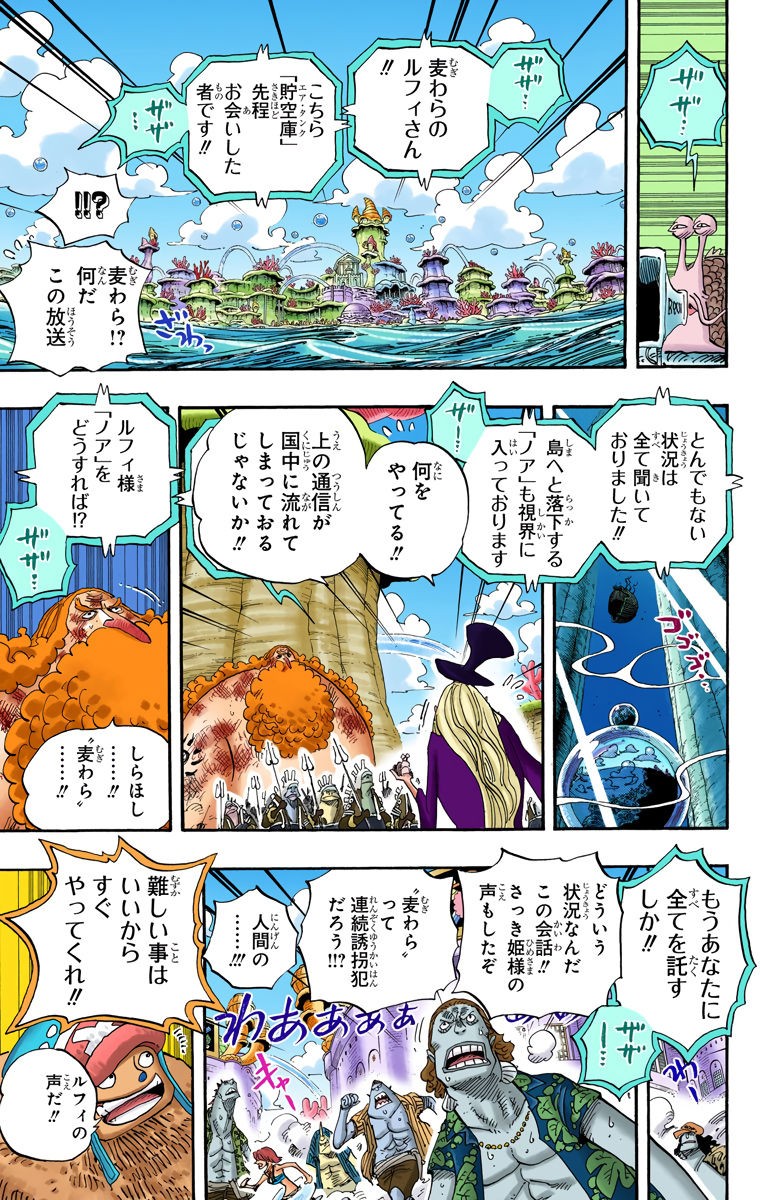 ザザ…
ザザ…
麦わらの
ルフィさん
!!
こちら
「貯空庫」
先程
お会いした
者です!!
ザザ…
!!?
麦わら!?
何だ
この放送
ざざわっ
とんでもない
状況は
全て聞いて
おりました!!
島へと落下する
「ノア」も視界に
入っております
ゴゴゴゴ…
ザー…
何を
やってる!!
上の通信が
国中に流れて
しまっておる
じゃないか!!
ルフィ様
「ノア」を
どうすれば!?
ザザ…
しらほし
……!!
“麦わら”
……!!
もうあなたに
全てを託す
しか!!
ザザ…
どういう
状況なんだ
この会話!!
さっき姫様の
声もしたぞ
“麦わら”
って
連続誘拐犯
だろう!!?
人間の
……!!!
わあぁぁぁぁ
キャー
難しい事は
いいから
すぐ
やってくれ!!
ルフィの
声だ!!